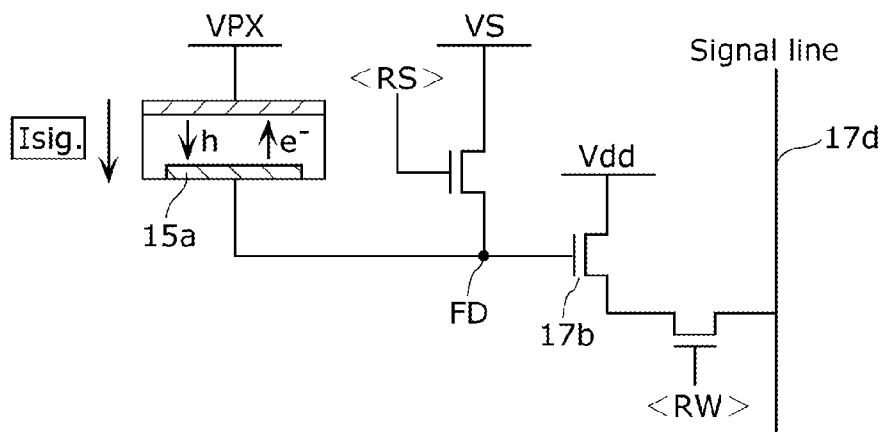 VPX
VS
Signal line
<RS>
17d
Isig.
h
e⁻
Vdd
15a
FD
17b
<RW>